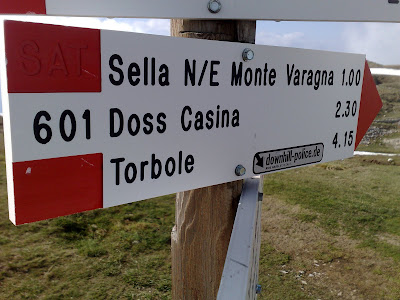 SAT
Sella N/E Monte Varagna 1.00
601 Doss Casina 2.30
Torbole 4.15
downhill-police.de